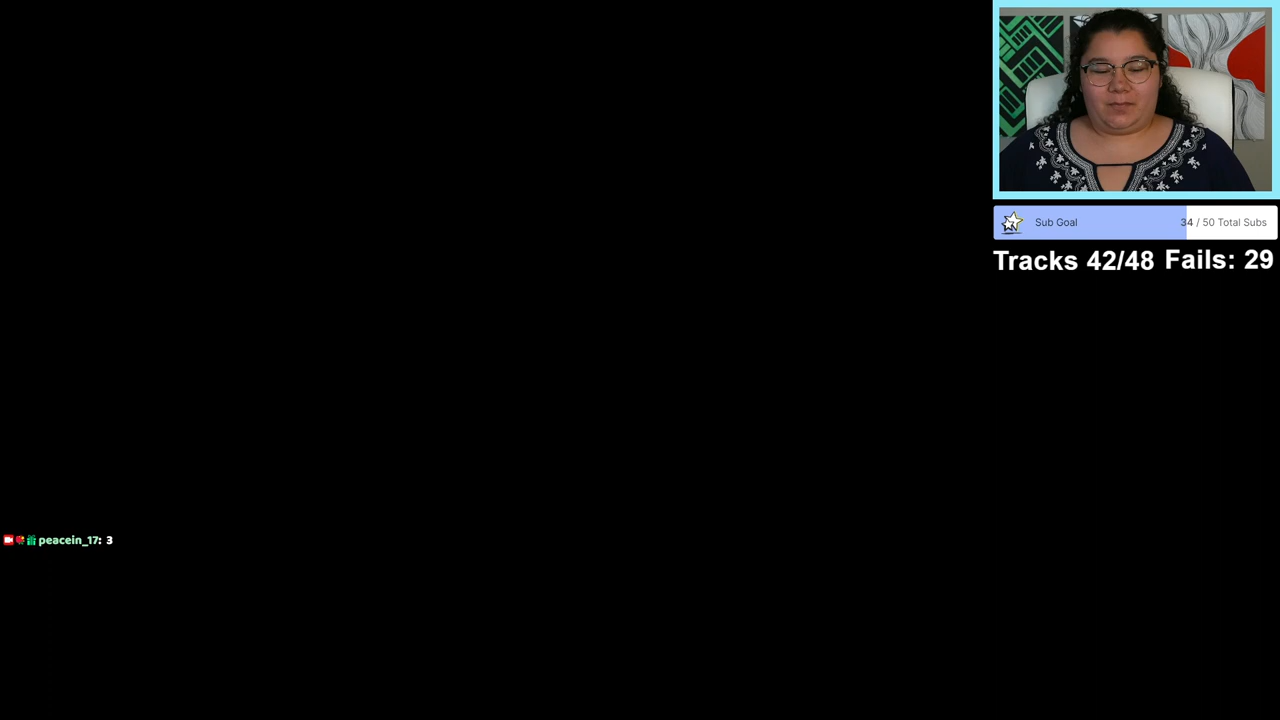 Sub Goal
34 / 50 Total Subs
Tracks 42/48 Fails: 29
peacein_17: 3